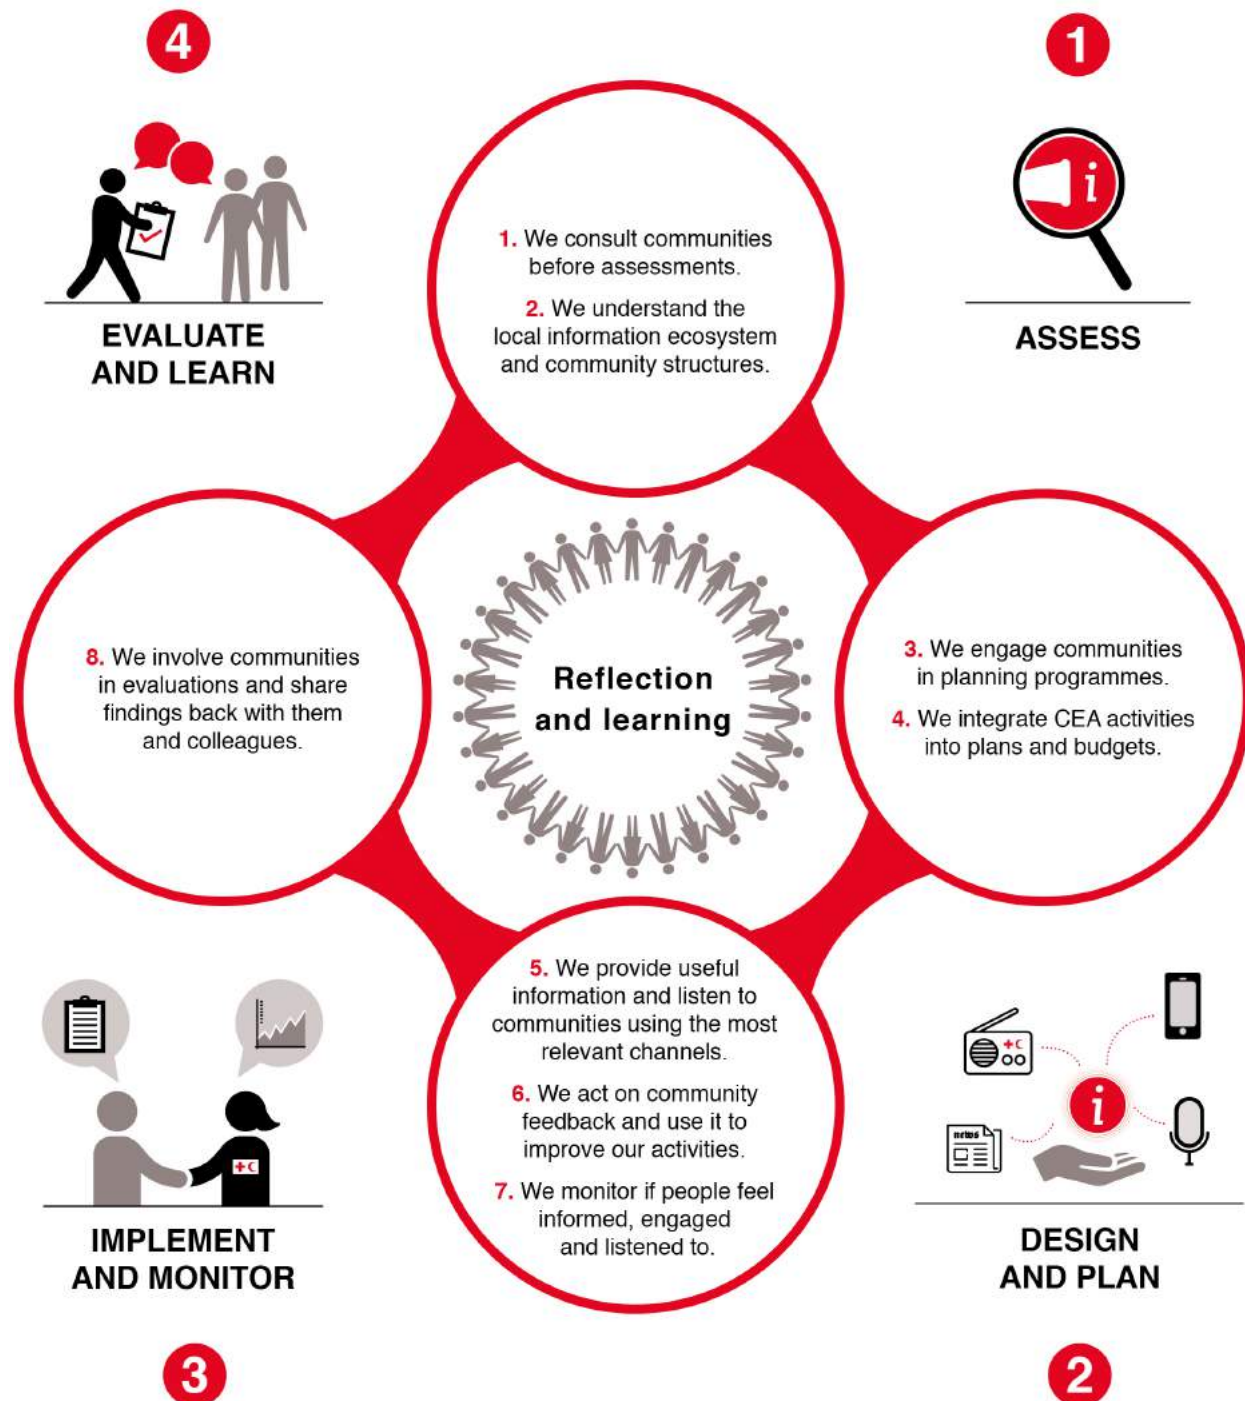 4
1
1. We consult communities
before assessments.
2. We understand the
local information ecosystem
and community structures.
EVALUATE
AND LEARN
ASSESS
i
8. We involve communities
in evaluations and share
findings back with them
and colleagues.
Reflection
and learning
3. We engage communities
in planning programmes.
4. We integrate CEA activities
into plans and budgets.
5. We provide useful
information and listen to
communities using the most
relevant channels.
6. We act on community
feedback and use it to
improve our activities.
7. We monitor if people feel
informed, engaged
and listened to.
i
news
IMPLEMENT
AND MONITOR
DESIGN
AND PLAN
3
2